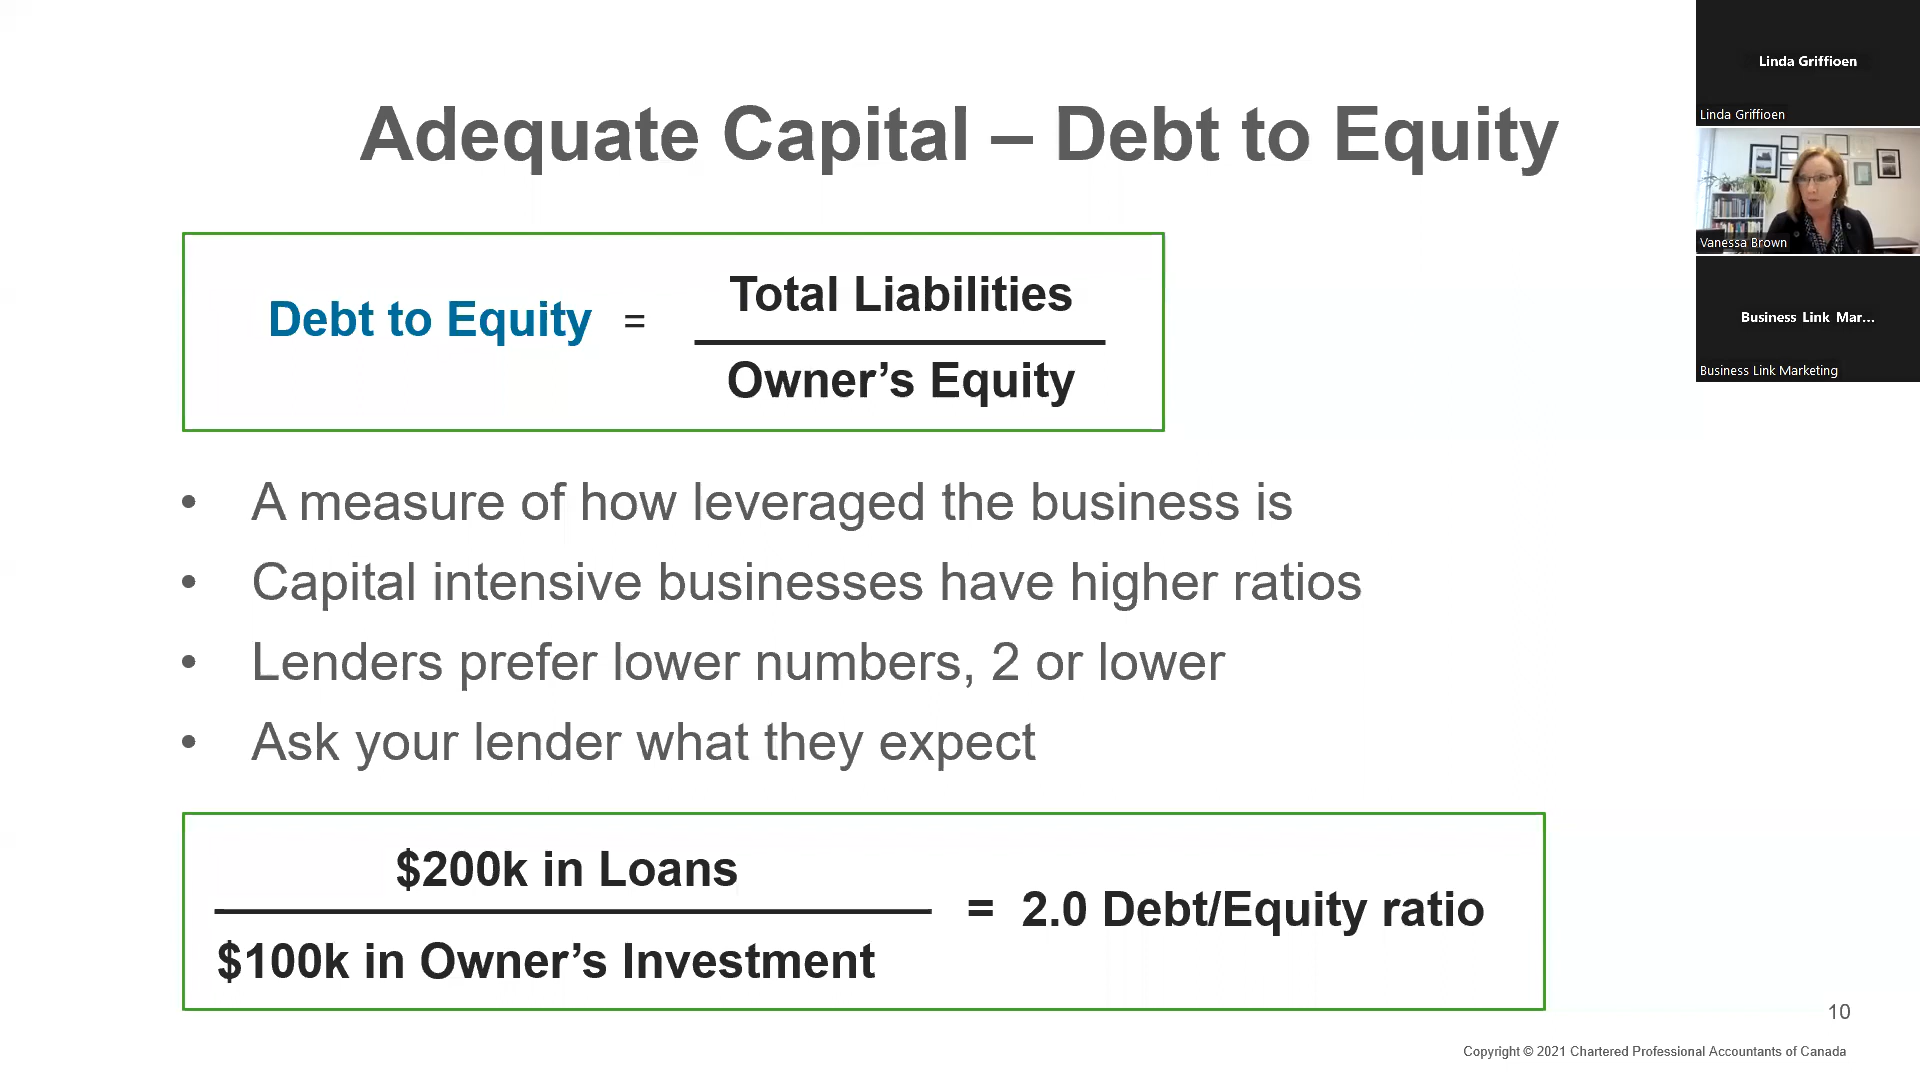 Adequate Capital – Debt to Equity
Debt to Equity = Total Liabilities
Owner’s Equity
• A measure of how leveraged the business is
• Capital intensive businesses have higher ratios
• Lenders prefer lower numbers, 2 or lower
• Ask your lender what they expect
$200k in Loans
$100k in Owner’s Investment
= 2.0 Debt/Equity ratio
10
Copyright © 2021 Chartered Professional Accountants of Canada
Linda Griffioen
Linda Griffioen
Vanessa Brown
Business Link Mar...
Business Link Marketing